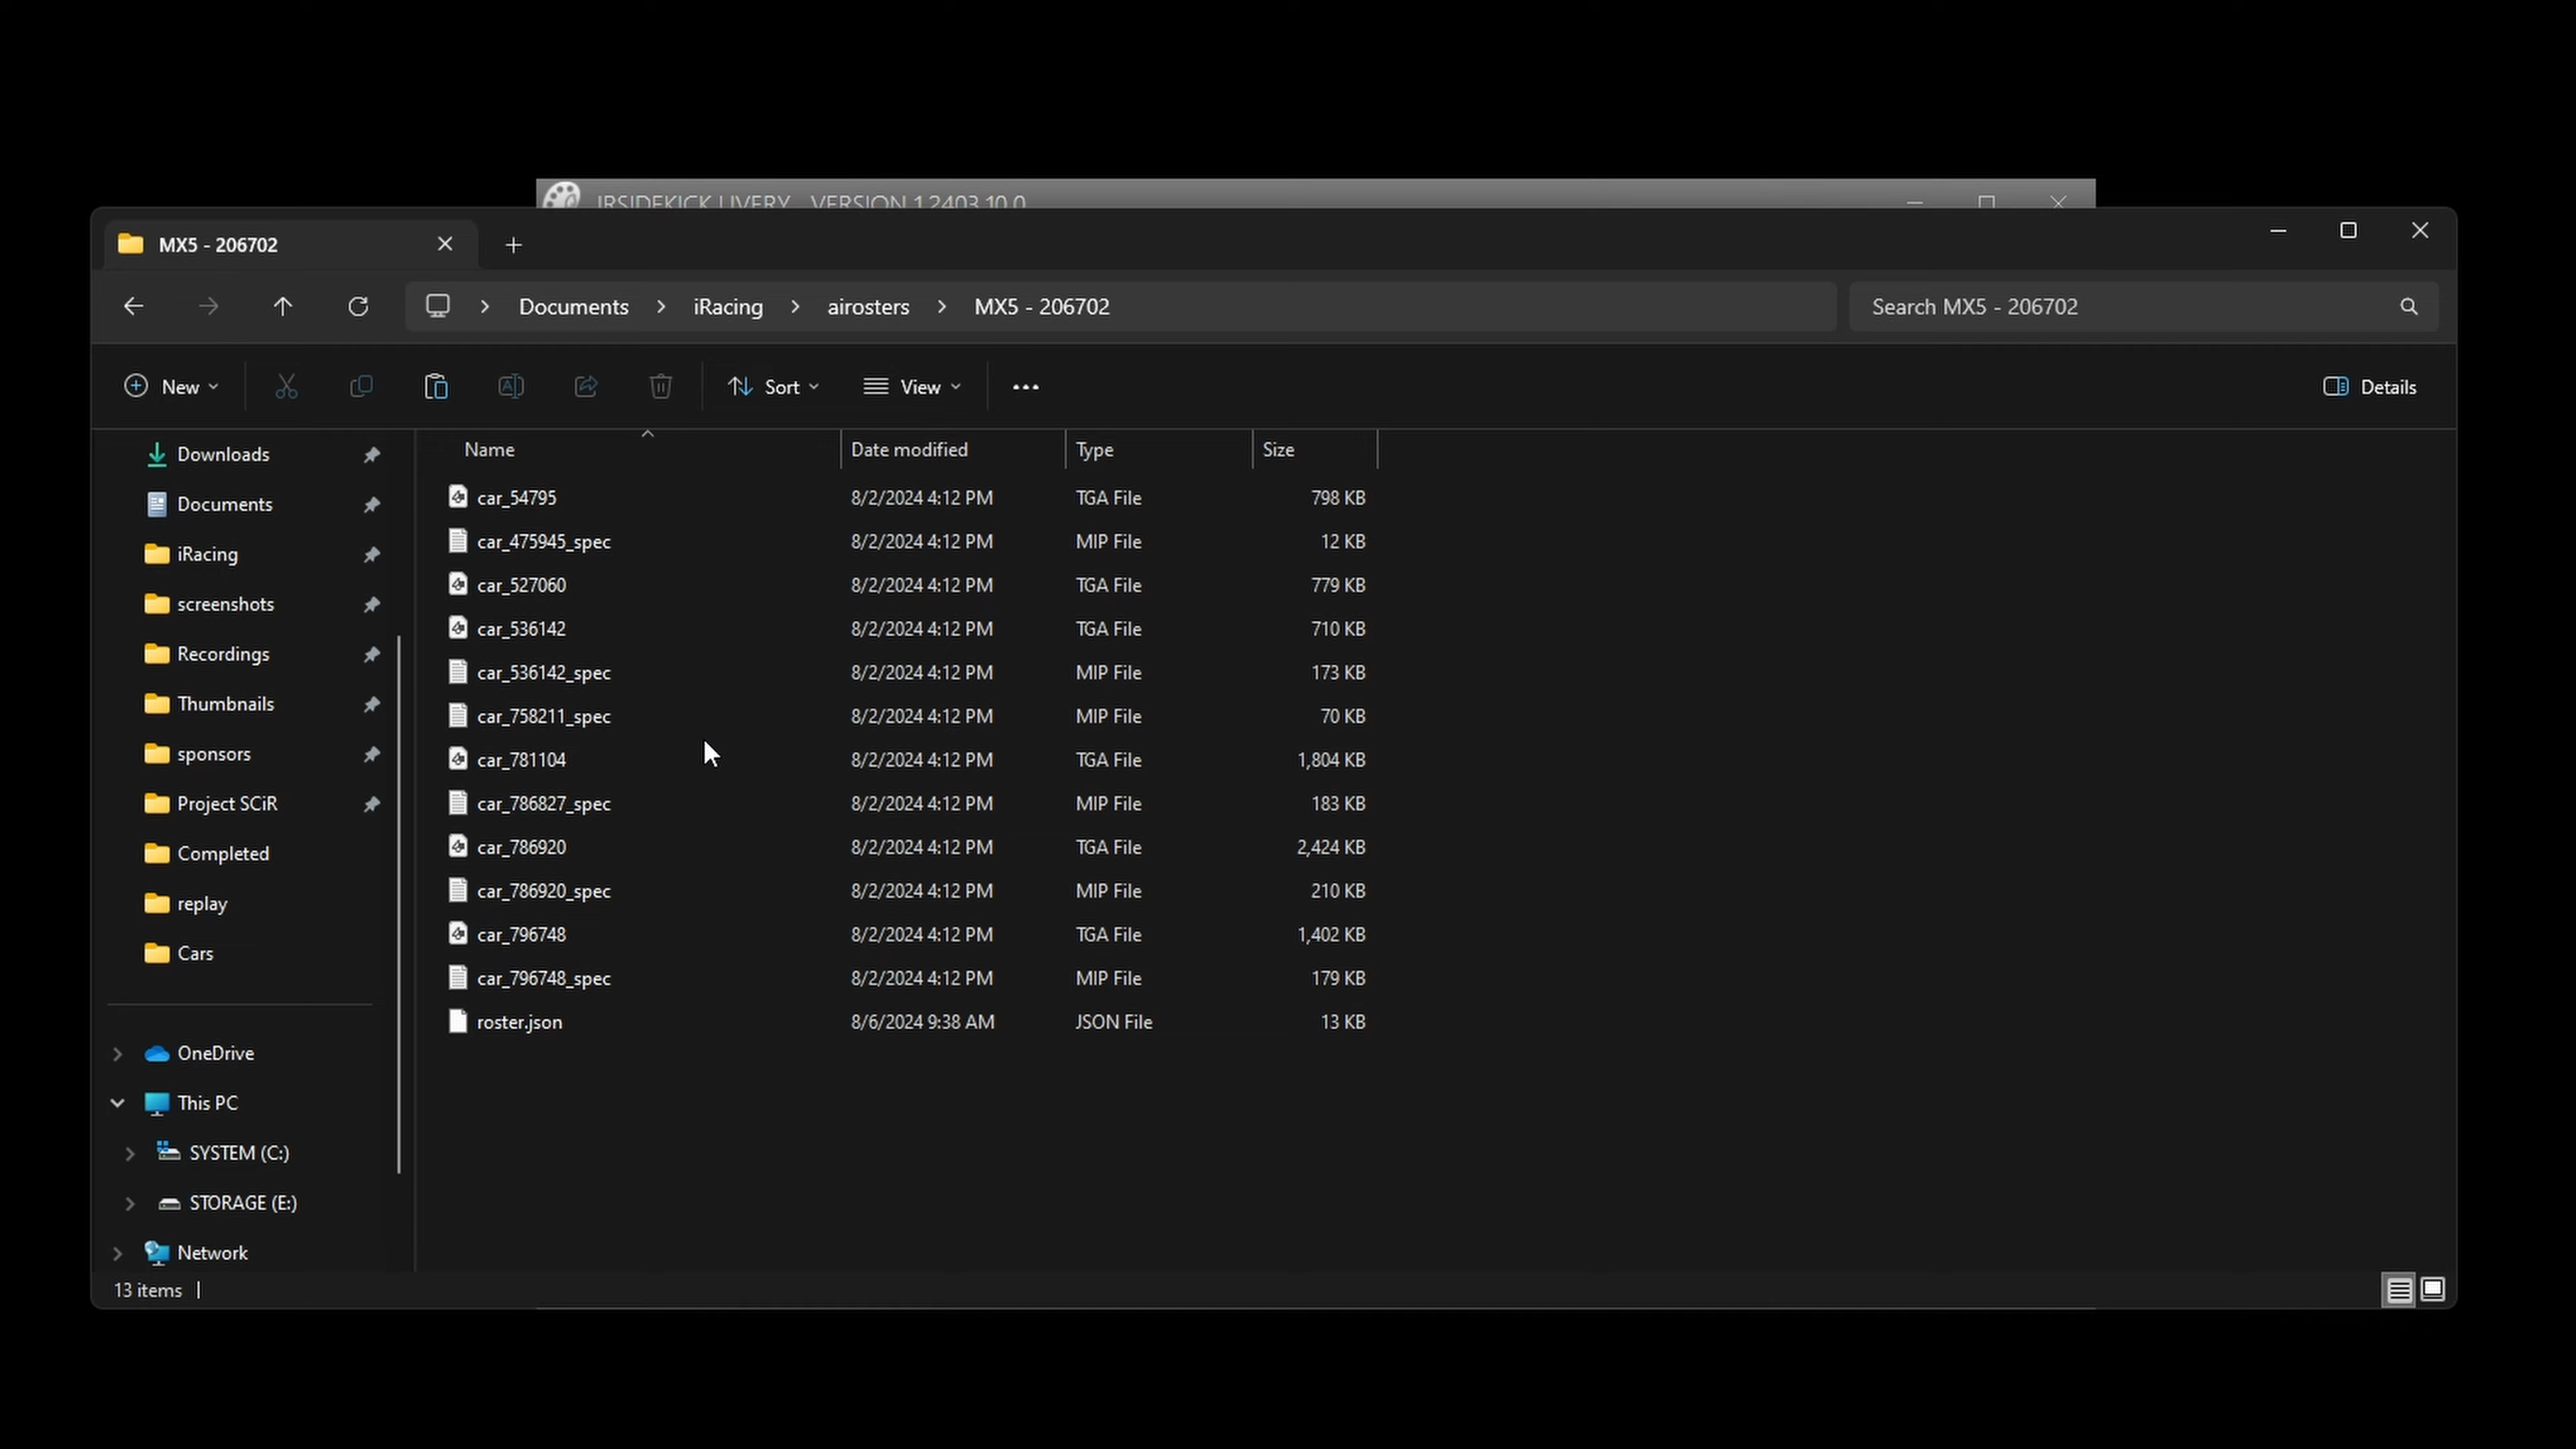 IRSIDEKICK LIVERY - VERSION 1.2403.10.0
MX5 - 206702
Documents > iRacing > airosters > MX5 - 206702
Search MX5 - 206702
New
Sort
View
Details
Downloads
Documents
iRacing
screenshots
Recordings
Thumbnails
sponsors
Project SCiR
Completed
replay
Cars
OneDrive
This PC
SYSTEM (C:)
STORAGE (E:)
Network
Name Date modified Type Size
car_54795 8/2/2024 4:12 PM TGA File 798 KB
car_475945_spec 8/2/2024 4:12 PM MIP File 12 KB
car_527060 8/2/2024 4:12 PM TGA File 779 KB
car_536142 8/2/2024 4:12 PM TGA File 710 KB
car_536142_spec 8/2/2024 4:12 PM MIP File 173 KB
car_758211_spec 8/2/2024 4:12 PM MIP File 70 KB
car_781104 8/2/2024 4:12 PM TGA File 1,804 KB
car_786827_spec 8/2/2024 4:12 PM MIP File 183 KB
car_786920 8/2/2024 4:12 PM TGA File 2,424 KB
car_786920_spec 8/2/2024 4:12 PM MIP File 210 KB
car_796748 8/2/2024 4:12 PM TGA File 1,402 KB
car_796748_spec 8/2/2024 4:12 PM MIP File 179 KB
roster.json 8/6/2024 9:38 AM JSON File 13 KB
13 items